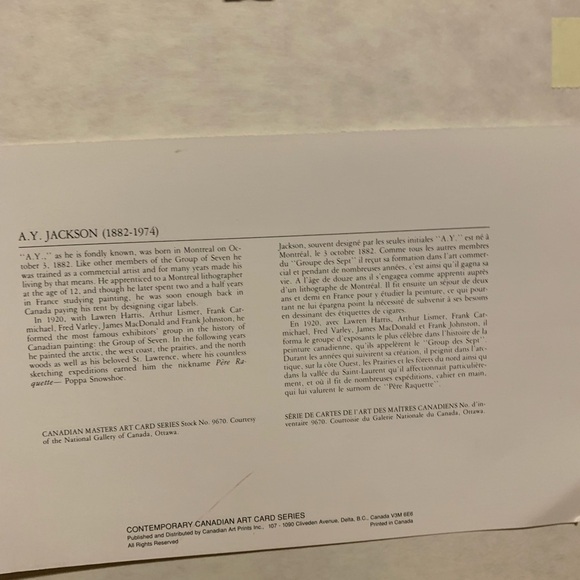 A.Y. JACKSON (1882-1974)
"A.Y.," as he is fondly known, was born in Montreal on Oc-
tober 3, 1882. Like other members of the Group of Seven he
was trained as a commercial artist and for many years made his
living by that means. He apprenticed to a Montreal lithographer
at the age of 12, and though he later spent two and a half years
in France studying painting, he was soon enough back in
Canada paying his rent by designing cigar labels.
In 1920, with Lawren Harris, Arthur Lismer, Frank Car-
michael, Fred Varley, James MacDonald and Frank Johnston, he
formed the most famous exhibitors' group in the history of
Canadian painting: the Group of Seven. In the following years
he painted the arctic, the west coast, the prairies, and the north
woods as well as his beloved St. Lawrence, where his countless
sketching expeditions earned him the nickname Père Ra-
quette— Poppa Snowshoe.
CANADIAN MASTERS ART CARD SERIES Stock No. 9670. Courtesy
of the National Gallery of Canada, Ottawa.
Jackson, souvent designé par les seules initiales "A.Y." est né à
Montréal, le 3 octobre 1882. Comme tous les autres membres
du "Groupe des Sept" il reçut sa formation dans l'art commer-
cial et pendant de nombreuses années, c'est ainsi qu'il gagna sa
vie. A l'âge de douze ans il s'engagea comme apprenti auprès
d'un lithographe de Montréal. Il fit ensuite un séjour de deux
ans et demi en France pour y étudier la peinture, ce qui pour-
tant ne lui épargna point la nécessité de subvenir à ses besoins
en dessinant des étiquettes de cigares.
En 1920, avec Lawren Harris, Arthur Lismer, Frank Car-
michael, Fred Varley, James MacDonald et Frank Johnston, il
forma le groupe d'exposants le plus célèbre dans l'histoire de la
peinture canadienne, qu'ils appelèrent le "Groupe des Sept".
Durant les années qui suivirent sa création, il peignit dans l'arc-
tique, sur la côte Ouest, les Prairies et les forêts du nord ainsi qu
dans la vallée du Saint-Laurent qu'il affectionnait particulière-
ment, et où il fit de nombreuses expéditions, cahier en main,
qui lui valurent le surnom de "Père Raquette".
SÉRIE DE CARTES DE L'ART DES MAÎTRES CANADIENS No. d'in-
ventaire 9670. Courtoisie du Galerie Nationale du Canada, Ottawa.
CONTEMPORARY CANADIAN ART CARD SERIES
Published and Distributed by Canadian Art Prints Inc., 107 - 1090 Cliveden Avenue, Delta, B.C., Canada V3M 6E9
All Rights Reserved Printed in Canada